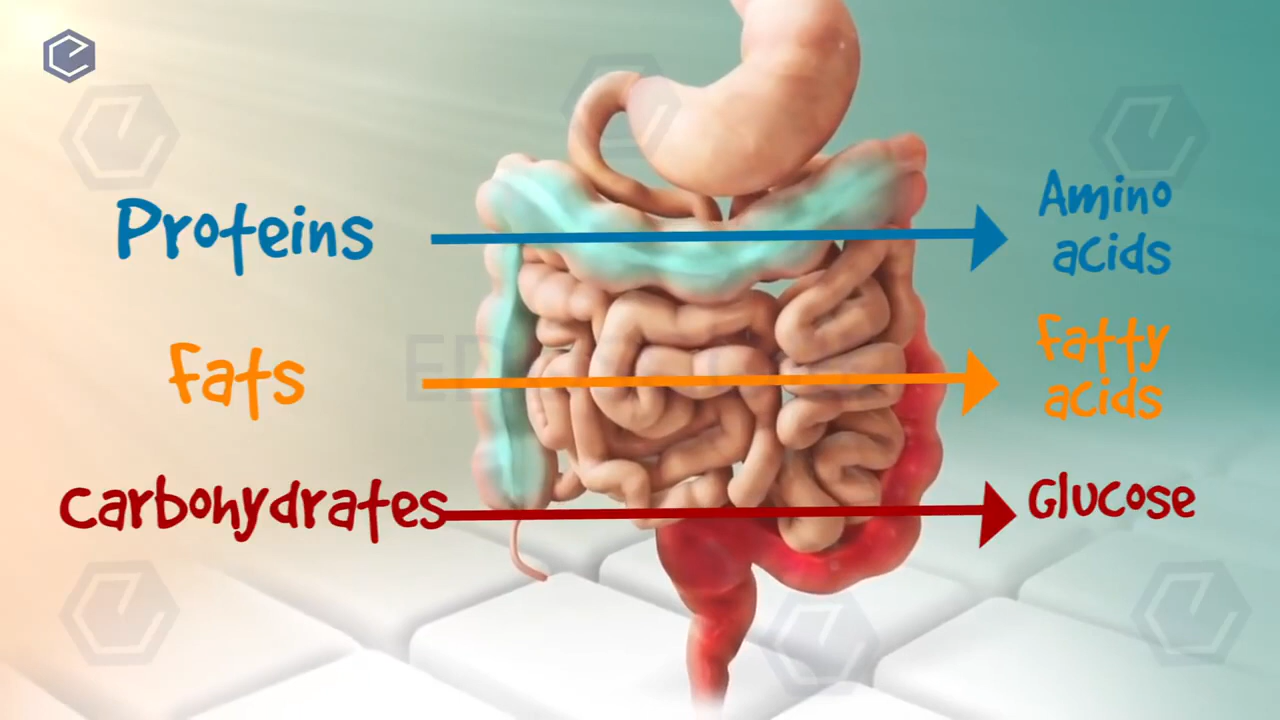 Proteins
Amino
acids
Fats
Fatty
acids
Carbohydrates
Glucose